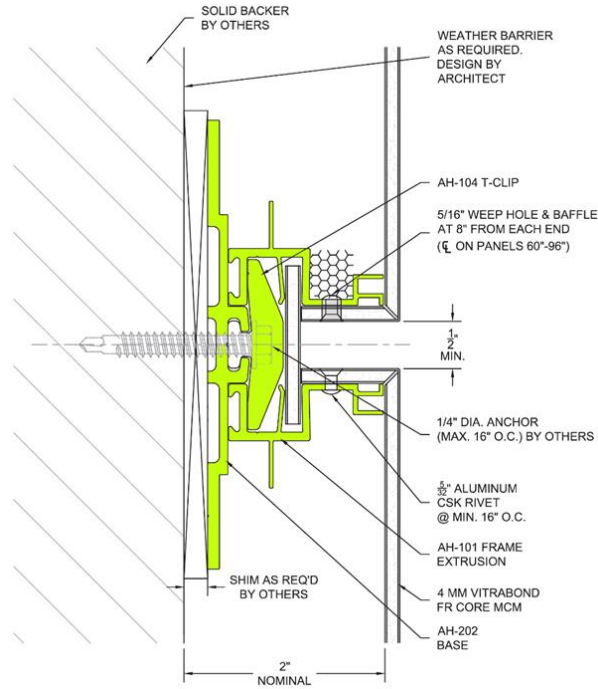 SOLID BACKER
BY OTHERS
WEATHER BARRIER
AS REQUIRED.
DESIGN BY
ARCHITECT
AH-104 T-CLIP
5/16" WEEP HOLE & BAFFLE
AT 8" FROM EACH END
(℄ ON PANELS 60"-96")
1/2"
MIN.
1/4" DIA. ANCHOR
(MAX. 16" O.C.) BY OTHERS
5/32" ALUMINUM
CSK RIVET
@ MIN. 16" O.C.
AH-101 FRAME
EXTRUSION
SHIM AS REQ'D
BY OTHERS
4 MM VITRABOND
FR CORE MCM
AH-202
BASE
2"
NOMINAL